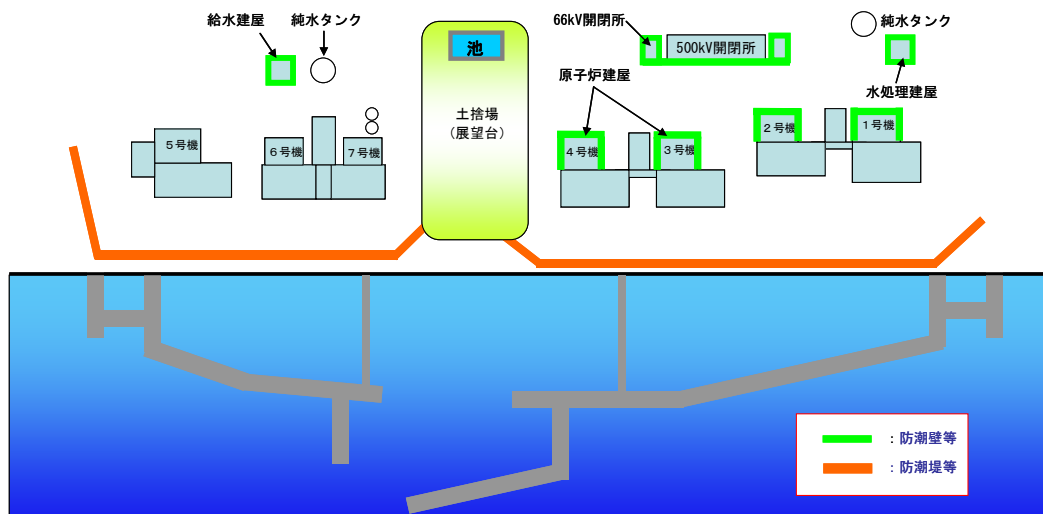 給水建屋
純水タンク
池
66kV開閉所
500kV開閉所
純水タンク
原子炉建屋
水処理建屋
土捨場
(展望台)
5号機
6号機
7号機
4号機
3号機
2号機
1号機
:防潮壁等
:防潮堤等